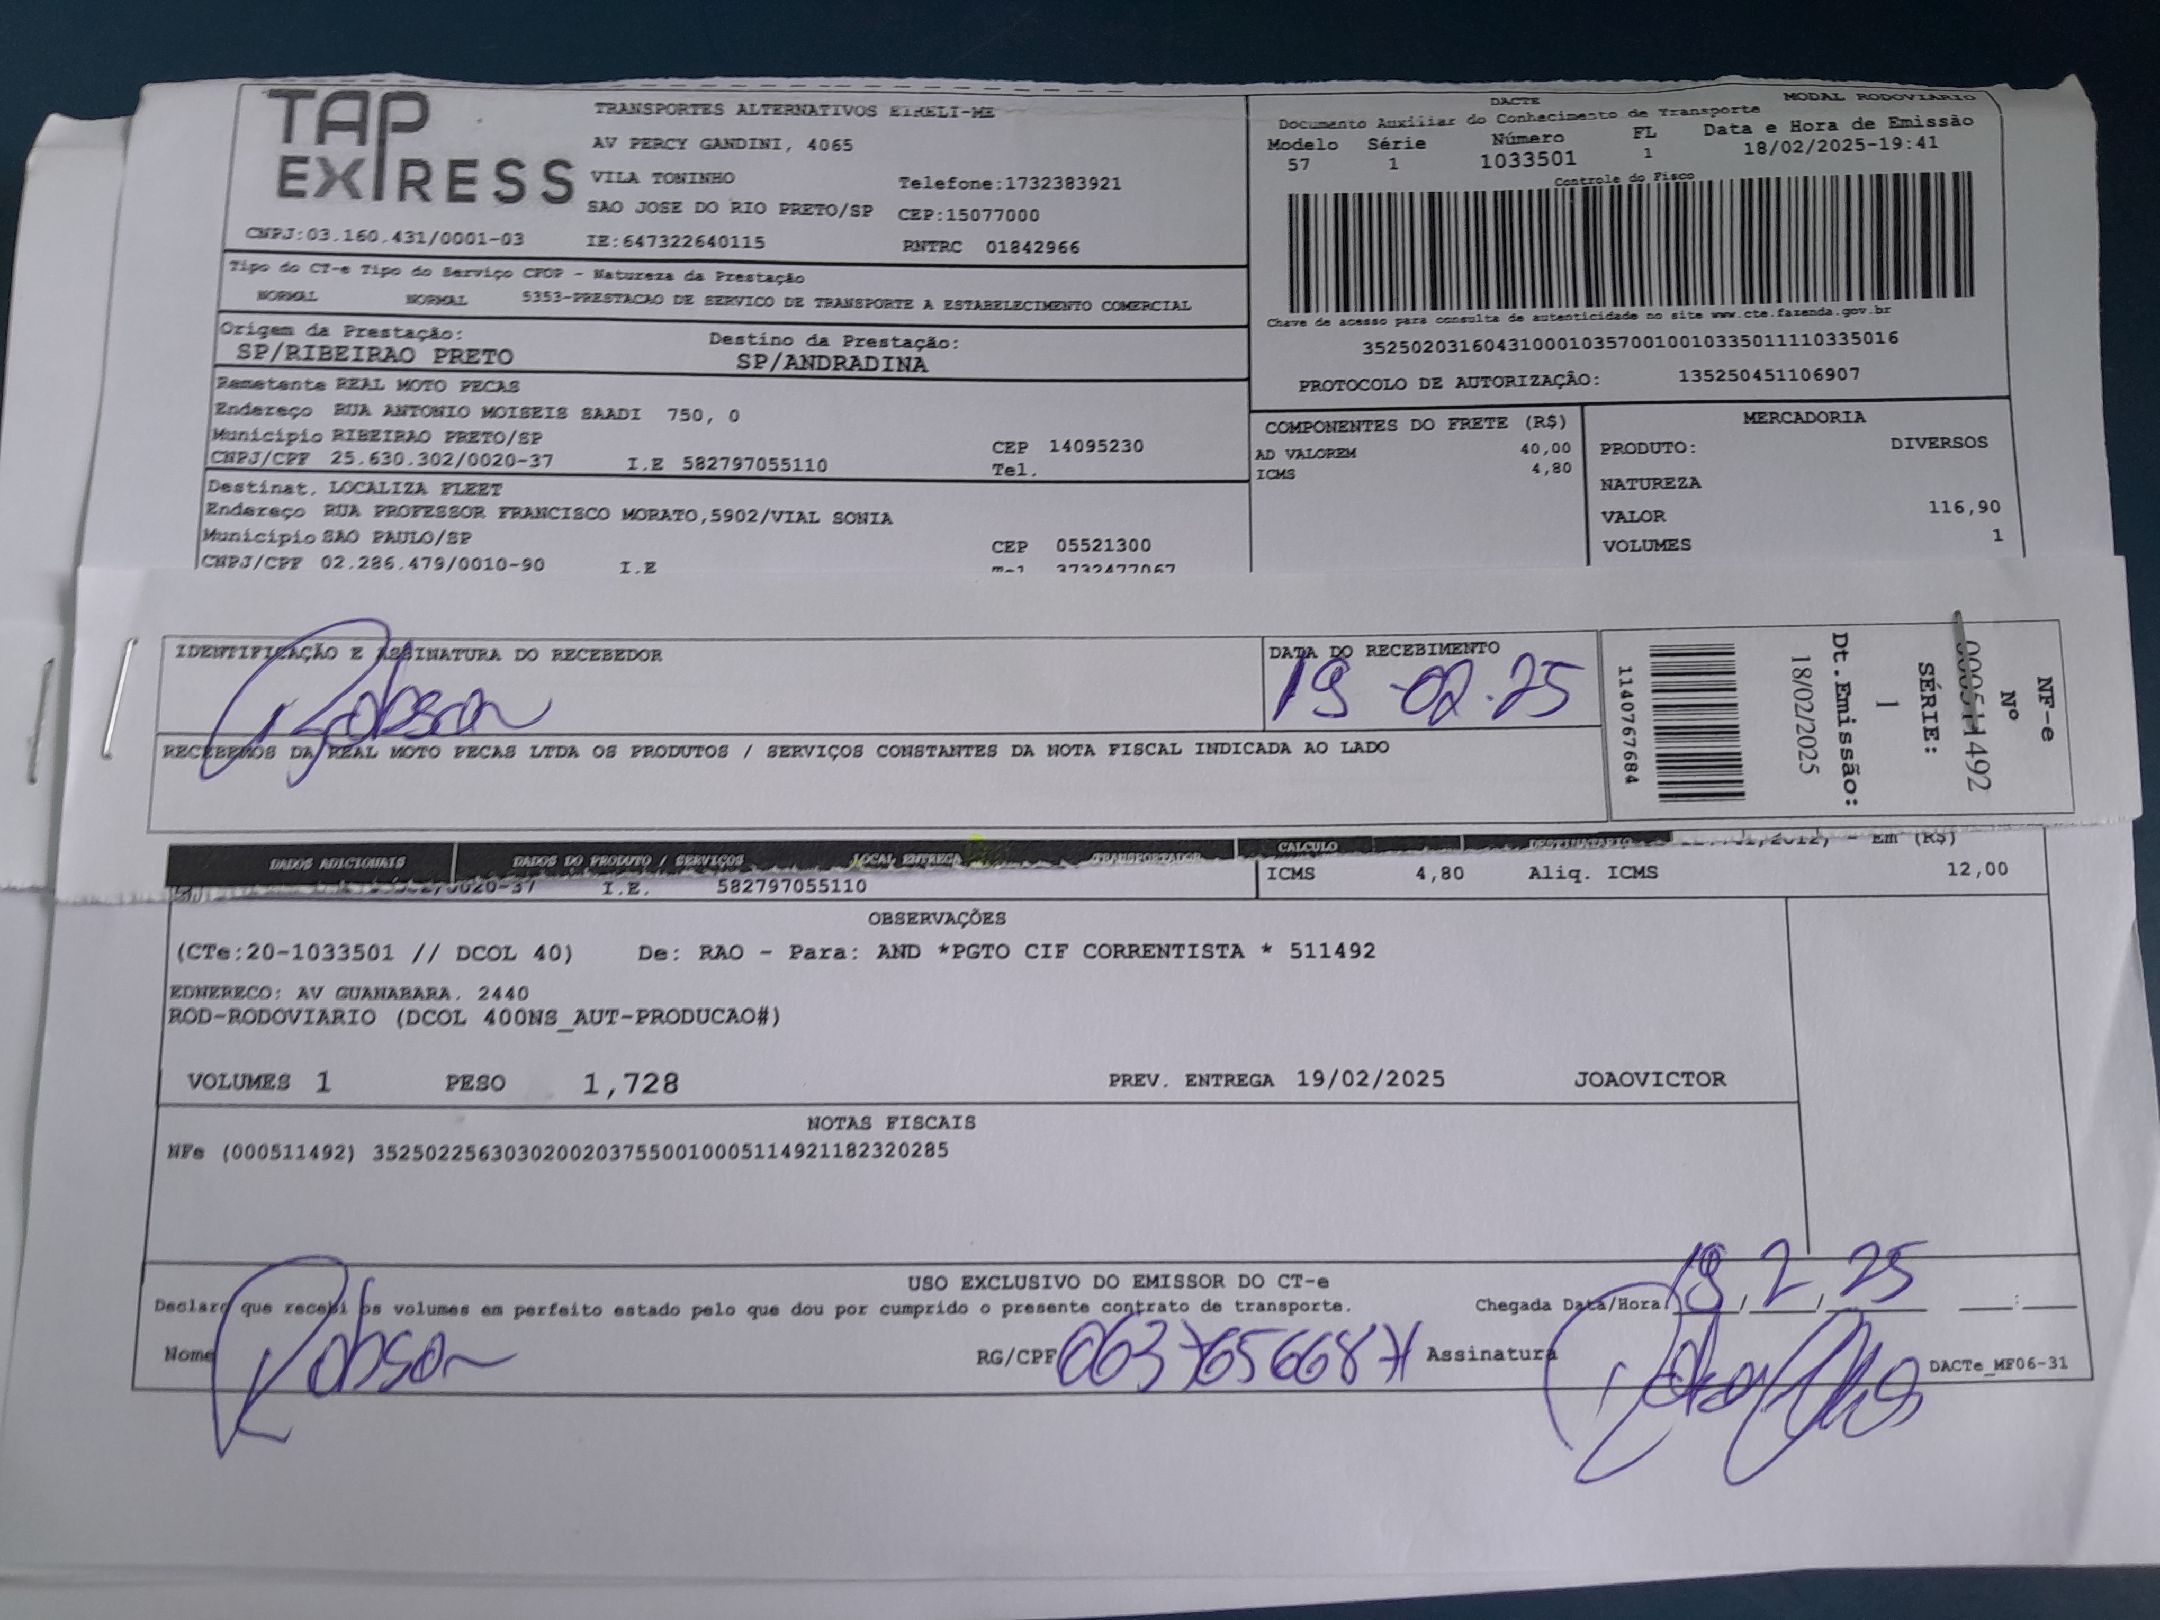 TAP EXPRESS
TRANSPORTES ALTERNATIVOS EIRELI-ME
AV PERCY GANDINI, 4065
VILA TONINHO Telefone:1732383921
SAO JOSE DO RIO PRETO/SP CEP:15077000
CNPJ:03.160.431/0001-03 IE:647322640115 RNTRC 01842966
DACTE MODAL RODOVIARIO
Documento Auxiliar do Conhecimento de Transporte
Modelo Série Número FL Data e Hora de Emissão
57 1 1033501 1 18/02/2025-19:41
Controle do Fisco
Chave de acesso para consulta de autenticidade no site www.cte.fazenda.gov.br
35250203160431000103570010010335011110335016
PROTOCOLO DE AUTORIZAÇÃO: 135250451106907
Tipo do CT-e Tipo do Serviço CFOP - Natureza da Prestação
NORMAL NORMAL 5353-PRESTACAO DE SERVICO DE TRANSPORTE A ESTABELECIMENTO COMERCIAL
Origem da Prestação: Destino da Prestação:
SP/RIBEIRAO PRETO SP/ANDRADINA
Remetente REAL MOTO PECAS
Endereço RUA ANTONIO MOISEIS SAADI 750, 0
Município RIBEIRAO PRETO/SP CEP 14095230
CNPJ/CPF 25.630.302/0020-37 I.E 582797055110 Tel.
Destinat. LOCALIZA FLEET
Endereço RUA PROFESSOR FRANCISCO MORATO,5902/VIAL SONIA
Município SAO PAULO/SP CEP 05521300
CNPJ/CPF 02.286.479/0010-90 I.E 3732477067
COMPONENTES DO FRETE (R$)
AD VALOREM 40,00
ICMS 4,80
MERCADORIA
PRODUTO: DIVERSOS
NATUREZA
VALOR 116,90
VOLUMES 1
IDENTIFICAÇÃO E ASSINATURA DO RECEBEDOR
Robson
DATA DO RECEBIMENTO
19-02.25
RECEBEMOS DA REAL MOTO PECAS LTDA OS PRODUTOS / SERVIÇOS CONSTANTES DA NOTA FISCAL INDICADA AO LADO
NF-e
Nº
000511492
SÉRIE:
1
Dt.Emissão:
18/02/2025
1140767684
DADOS ADICIONAIS DADOS DO PRODUTO / SERVIÇOS LOCAL ENTREGA TRANSPORTADOR CALCULO DESTINATARIO - Em (R$)
I.E. 582797055110 ICMS 4,80 Aliq. ICMS 12,00
OBSERVAÇÕES
(CTe:20-1033501 // DCOL 40) De: RAO - Para: AND *PGTO CIF CORRENTISTA * 511492
EDNERECO: AV GUANABARA. 2440
ROD-RODOVIARIO (DCOL 400NS_AUT-PRODUCAO#)
VOLUMES 1 PESO 1,728 PREV. ENTREGA 19/02/2025 JOAOVICTOR
NOTAS FISCAIS
NFe (000511492) 35250225630302002037550010005114921182320285
USO EXCLUSIVO DO EMISSOR DO CT-e
Declaro que recebi os volumes em perfeito estado pelo que dou por cumprido o presente contrato de transporte. Chegada Data/Hora 19/2/25 :
Nome Robson RG/CPF 06376566871 Assinatura
DACTe_MF06-31